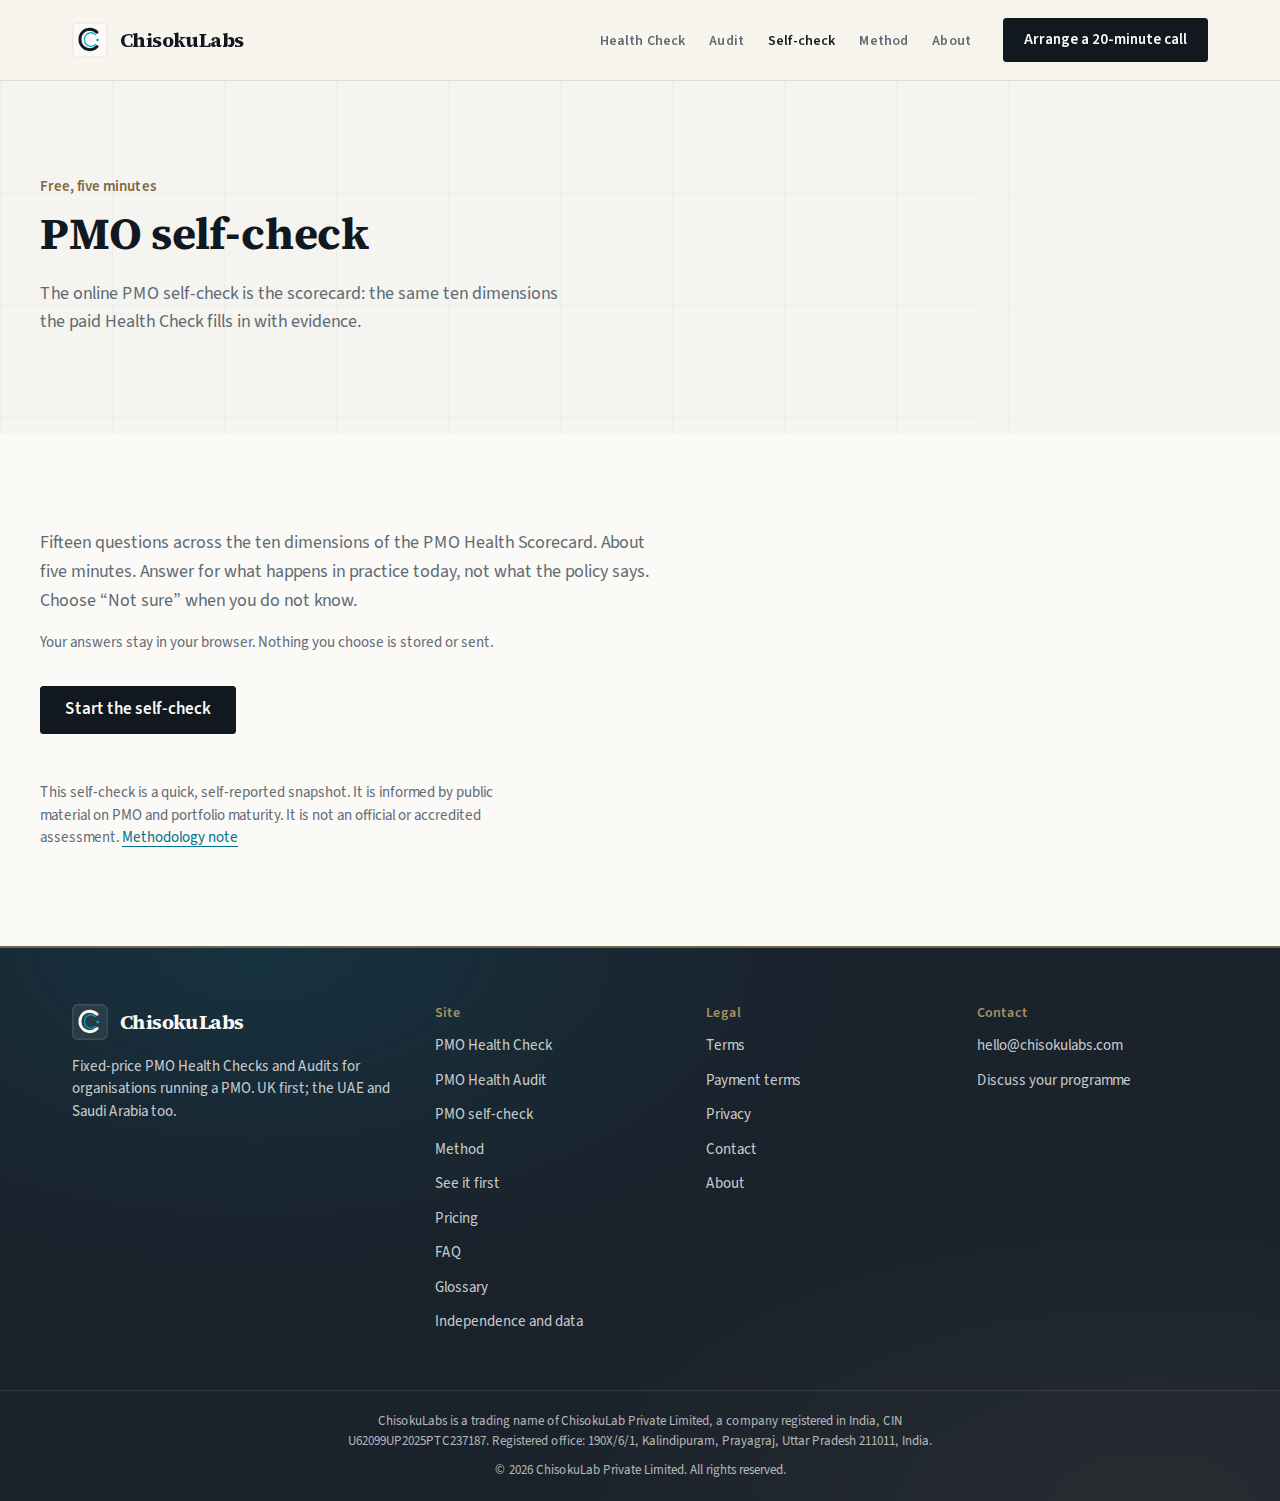 ChisokuLabs
Health Check
Audit
Self-check
Method
About
Arrange a 20-minute call
Free, five minutes
PMO self-check
The online PMO self-check is the scorecard: the same ten dimensions
the paid Health Check fills in with evidence.
Fifteen questions across the ten dimensions of the PMO Health Scorecard. About
five minutes. Answer for what happens in practice today, not what the policy says.
Choose “Not sure” when you do not know.
Your answers stay in your browser. Nothing you choose is stored or sent.
Start the self-check
This self-check is a quick, self-reported snapshot. It is informed by public
material on PMO and portfolio maturity. It is not an official or accredited
assessment. Methodology note
ChisokuLabs
Fixed-price PMO Health Checks and Audits for
organisations running a PMO. UK first; the UAE and
Saudi Arabia too.
Site
PMO Health Check
PMO Health Audit
PMO self-check
Method
See it first
Pricing
FAQ
Glossary
Independence and data
Legal
Terms
Payment terms
Privacy
Contact
About
Contact
hello@chisokulabs.com
Discuss your programme
ChisokuLabs is a trading name of ChisokuLab Private Limited, a company registered in India, CIN
U62099UP2025PTC237187. Registered office: 190X/6/1, Kalindipuram, Prayagraj, Uttar Pradesh 211011, India.
© 2026 ChisokuLab Private Limited. All rights reserved.